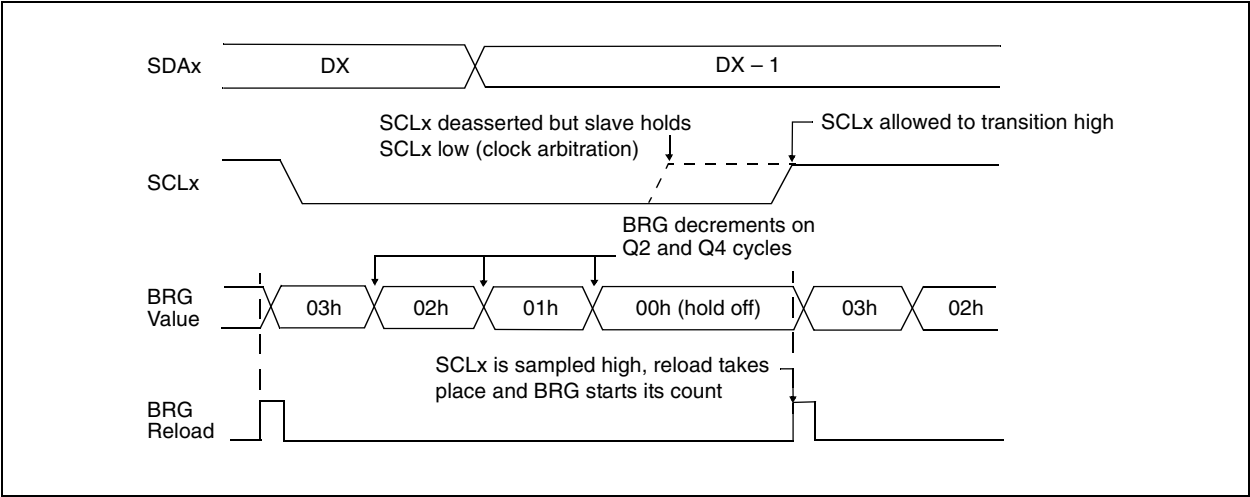 SDAx
DX
DX – 1
SCLx deasserted but slave holds
SCLx low (clock arbitration)
SCLx allowed to transition high
SCLx
BRG decrements on
Q2 and Q4 cycles
BRG
Value
03h
02h
01h
00h (hold off)
03h
02h
SCLx is sampled high, reload takes
place and BRG starts its count
BRG
Reload